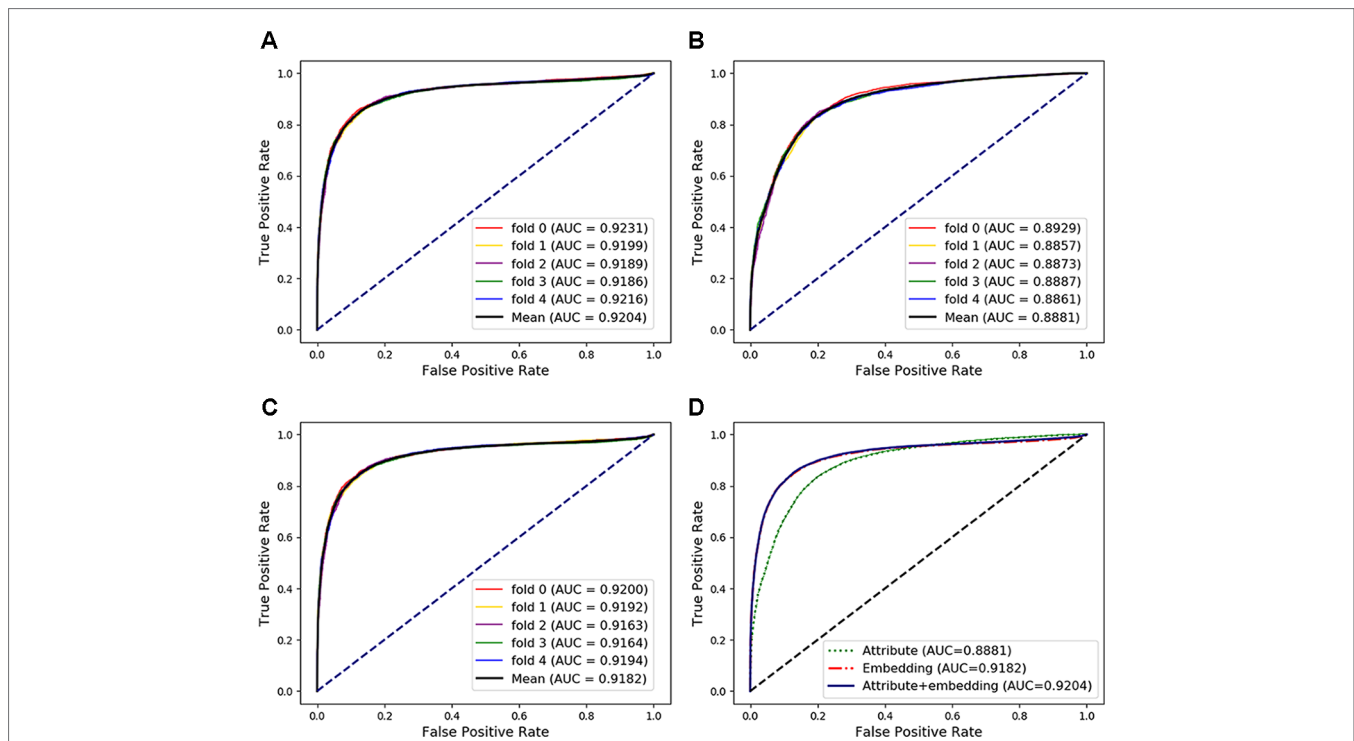 A
True Positive Rate
1.0
0.8
0.6
0.4
0.2
0.0
fold 0 (AUC = 0.9231)
fold 1 (AUC = 0.9199)
fold 2 (AUC = 0.9189)
fold 3 (AUC = 0.9186)
fold 4 (AUC = 0.9216)
Mean (AUC = 0.9204)
0.0 0.2 0.4 0.6 0.8 1.0
False Positive Rate
B
True Positive Rate
1.0
0.8
0.6
0.4
0.2
0.0
fold 0 (AUC = 0.8929)
fold 1 (AUC = 0.8857)
fold 2 (AUC = 0.8873)
fold 3 (AUC = 0.8887)
fold 4 (AUC = 0.8861)
Mean (AUC = 0.8881)
0.0 0.2 0.4 0.6 0.8 1.0
False Positive Rate
C
True Positive Rate
1.0
0.8
0.6
0.4
0.2
0.0
fold 0 (AUC = 0.9200)
fold 1 (AUC = 0.9192)
fold 2 (AUC = 0.9163)
fold 3 (AUC = 0.9164)
fold 4 (AUC = 0.9194)
Mean (AUC = 0.9182)
0.0 0.2 0.4 0.6 0.8 1.0
False Positive Rate
D
True Positive Rate
1.0
0.8
0.6
0.4
0.2
0.0
Attribute (AUC=0.8881)
Embedding (AUC=0.9182)
Attribute+embedding (AUC=0.9204)
0.0 0.2 0.4 0.6 0.8 1.0
False Positive Rate